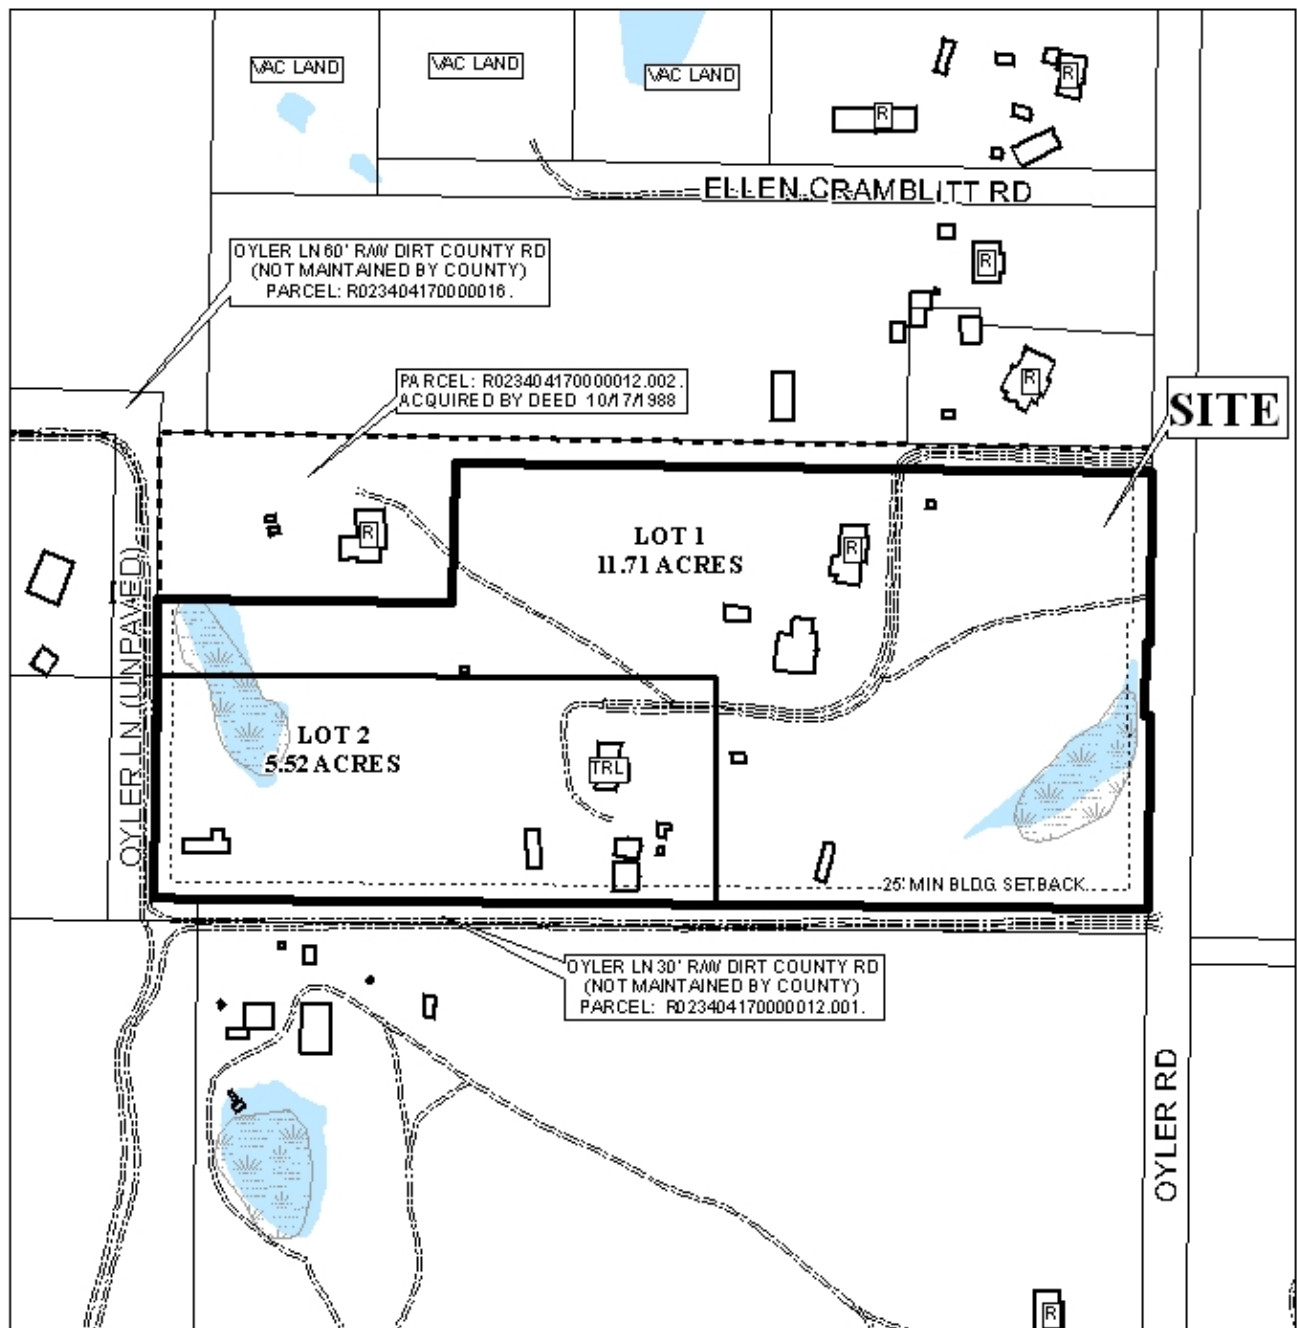 VAC LAND
VAC LAND
VAC LAND
R
R
ELLEN CRAMBLITT RD
OYLER LN 60' R/W DIRT COUNTY RD
(NOT MAINTAINED BY COUNTY)
PARCEL: R023404170000016.
R
PARCEL: R023404170000012.002.
ACQUIRED BY DEED 10/17/1988
R
SITE
R
LOT 1
11.71 ACRES
R
OYLER LN (UNPAVED)
LOT 2
5.52 ACRES
TRL
25' MIN BLDG SETBACK
OYLER LN 30' R/W DIRT COUNTY RD
(NOT MAINTAINED BY COUNTY)
PARCEL: R023404170000012.001.
OYLER RD
R